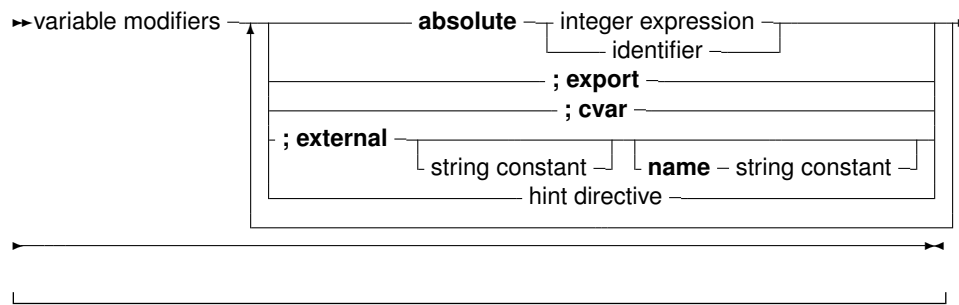 variable modifiers absolute integer expression
identifier
; export
; cvar
; external
string constant name string constant
hint directive